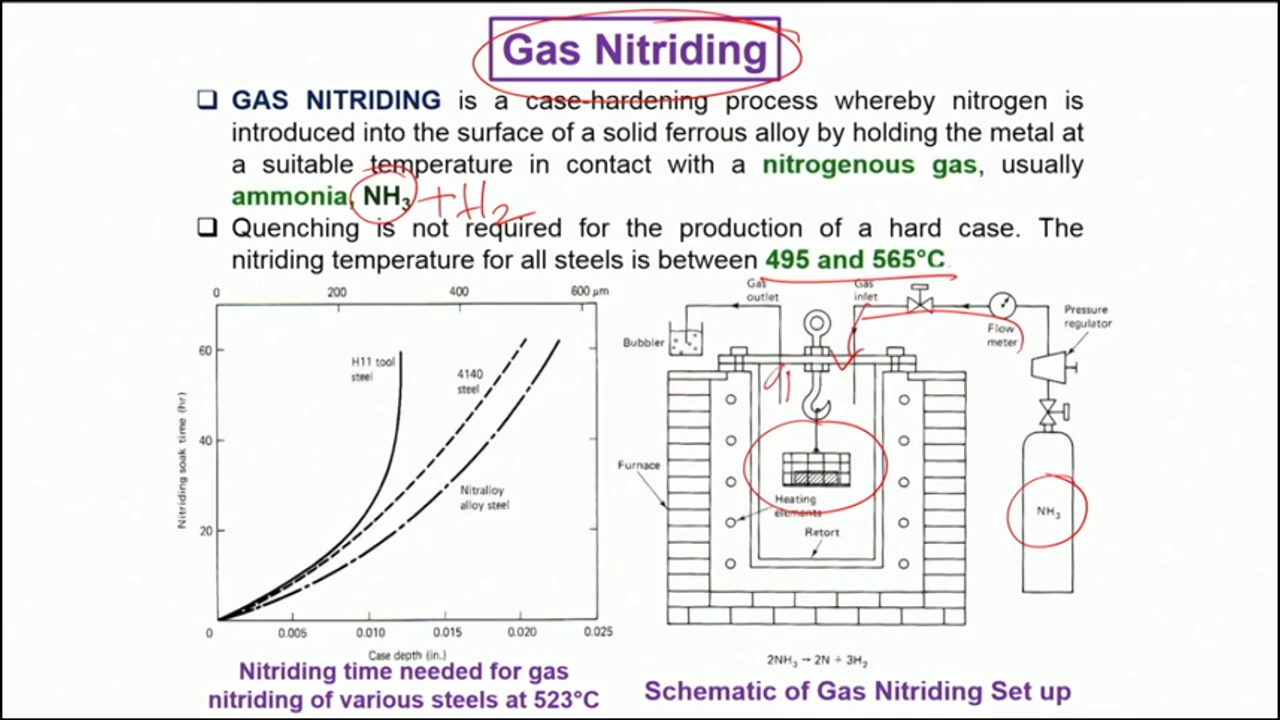 Gas Nitriding
❑ GAS NITRIDING is a case-hardening process whereby nitrogen is
introduced into the surface of a solid ferrous alloy by holding the metal at
a suitable temperature in contact with a nitrogenous gas, usually
ammonia, NH₃ + H₂
❑ Quenching is not required for the production of a hard case. The
nitriding temperature for all steels is between 495 and 565°C.
0 200 400 600 μm
60
40
20
0 0.005 0.010 0.015 0.020 0.025
Nitriding soak time (hr)
Case depth (in.)
H11 tool
steel
4140
steel
Nitralloy
alloy steel
Nitriding time needed for gas
nitriding of various steels at 523°C
Gas
outlet
Gas
inlet
Bubbler
Flow
meter
Pressure
regulator
Furnace
Heating
elements
Retort
NH₃
2NH₃ → 2N + 3H₂
Schematic of Gas Nitriding Set up